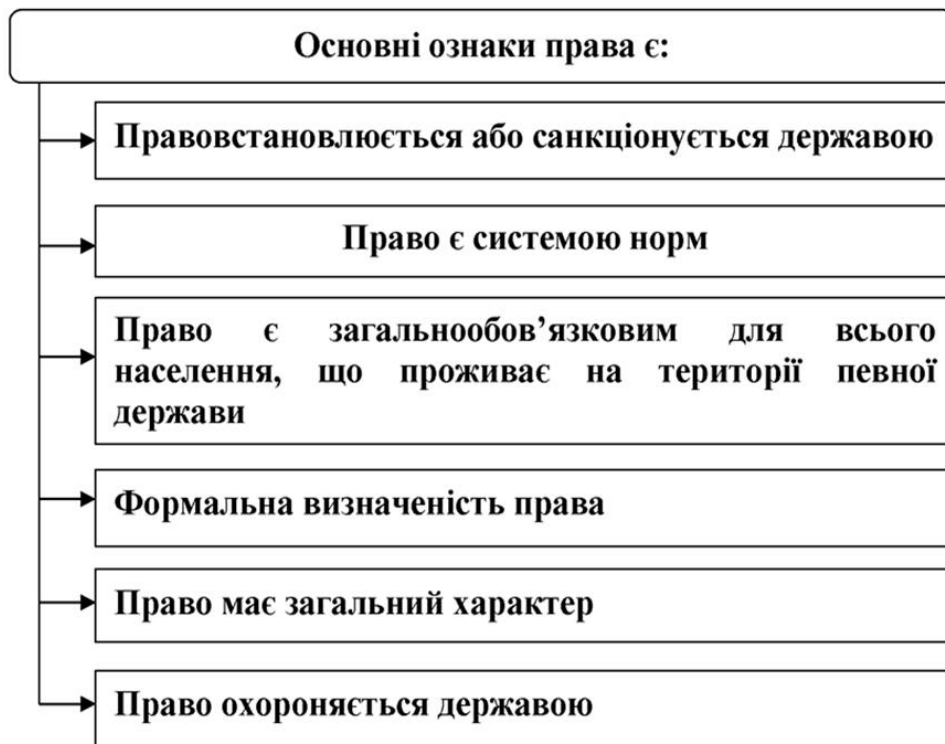 Основні ознаки права є:
Правовстановлюється або санкціонується державою
Право є системою норм
Право є загальнообов’язковим для всього
населення, що проживає на території певної
держави
Формальна визначеність права
Право має загальний характер
Право охороняється державою